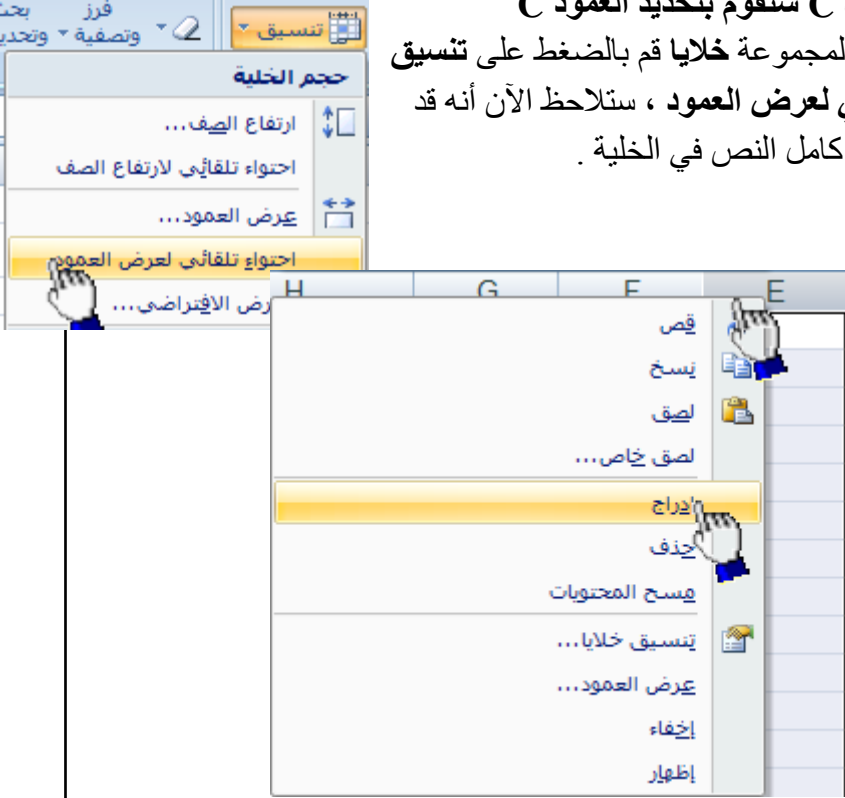 C سنقوم بتحديد العمود C
خلايا قم بالضغط على تنسيق
لعرض العمود ، ستلاحظ الآن أنه قد
كامل النص في الخلية .
تنسيق
فرز
وتصفية
حجم الخلية
ارتفاع الصف...
احتواء تلقائي لارتفاع الصف
عرض العمود...
احتواء تلقائي لعرض العمود
الافتراضي...
H G F E
قص
نسخ
لصق
لصق خاص...
إدراج
حذف
مسح المحتويات
تنسيق خلايا...
عرض العمود...
إخفاء
إظهار